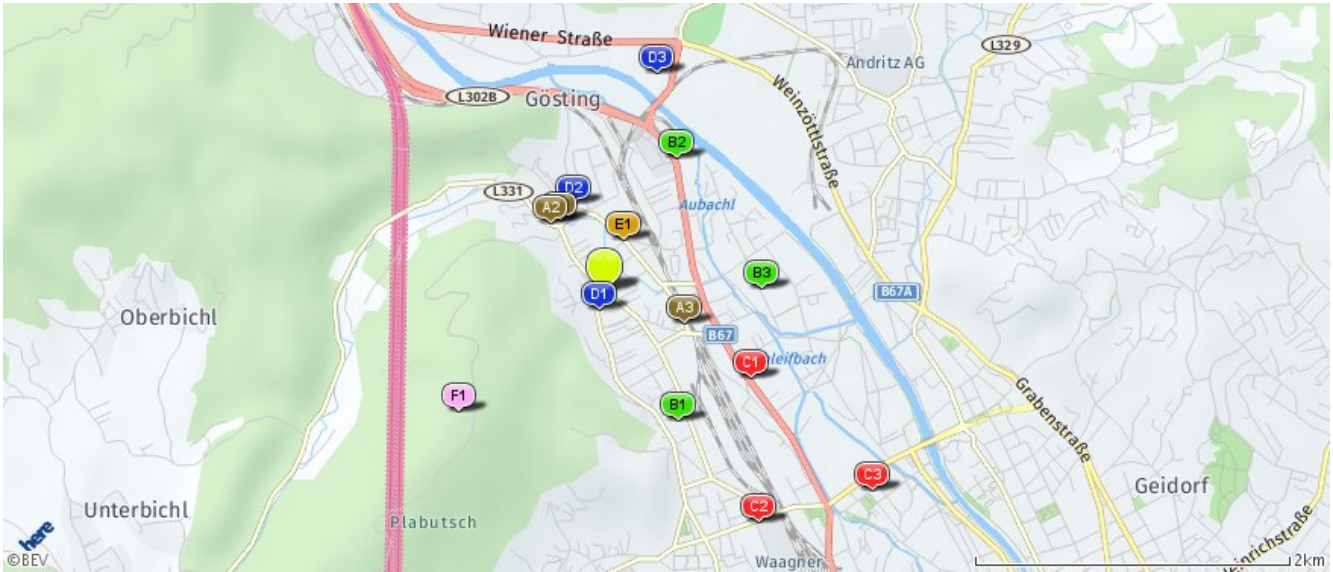 Wiener Straße
D3
L329
Andritz AG
L302B
Gösting
Weinzöttlstraße
B2
L331
D2
A2
Aubachl
E1
B3
D1
B67A
A3
Oberbichl
B67
C1
F1
B1
Grabenstraße
C3
Geidorf
C2
Unterbichl
Plabutsch
here
©BEV
Waagner
2km